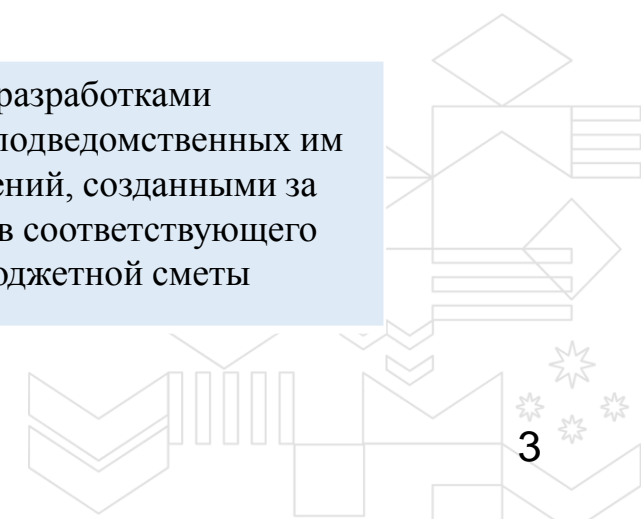 разработками
подведомственных им
ений, созданными за
в соответствующего
юджетной сметы
3